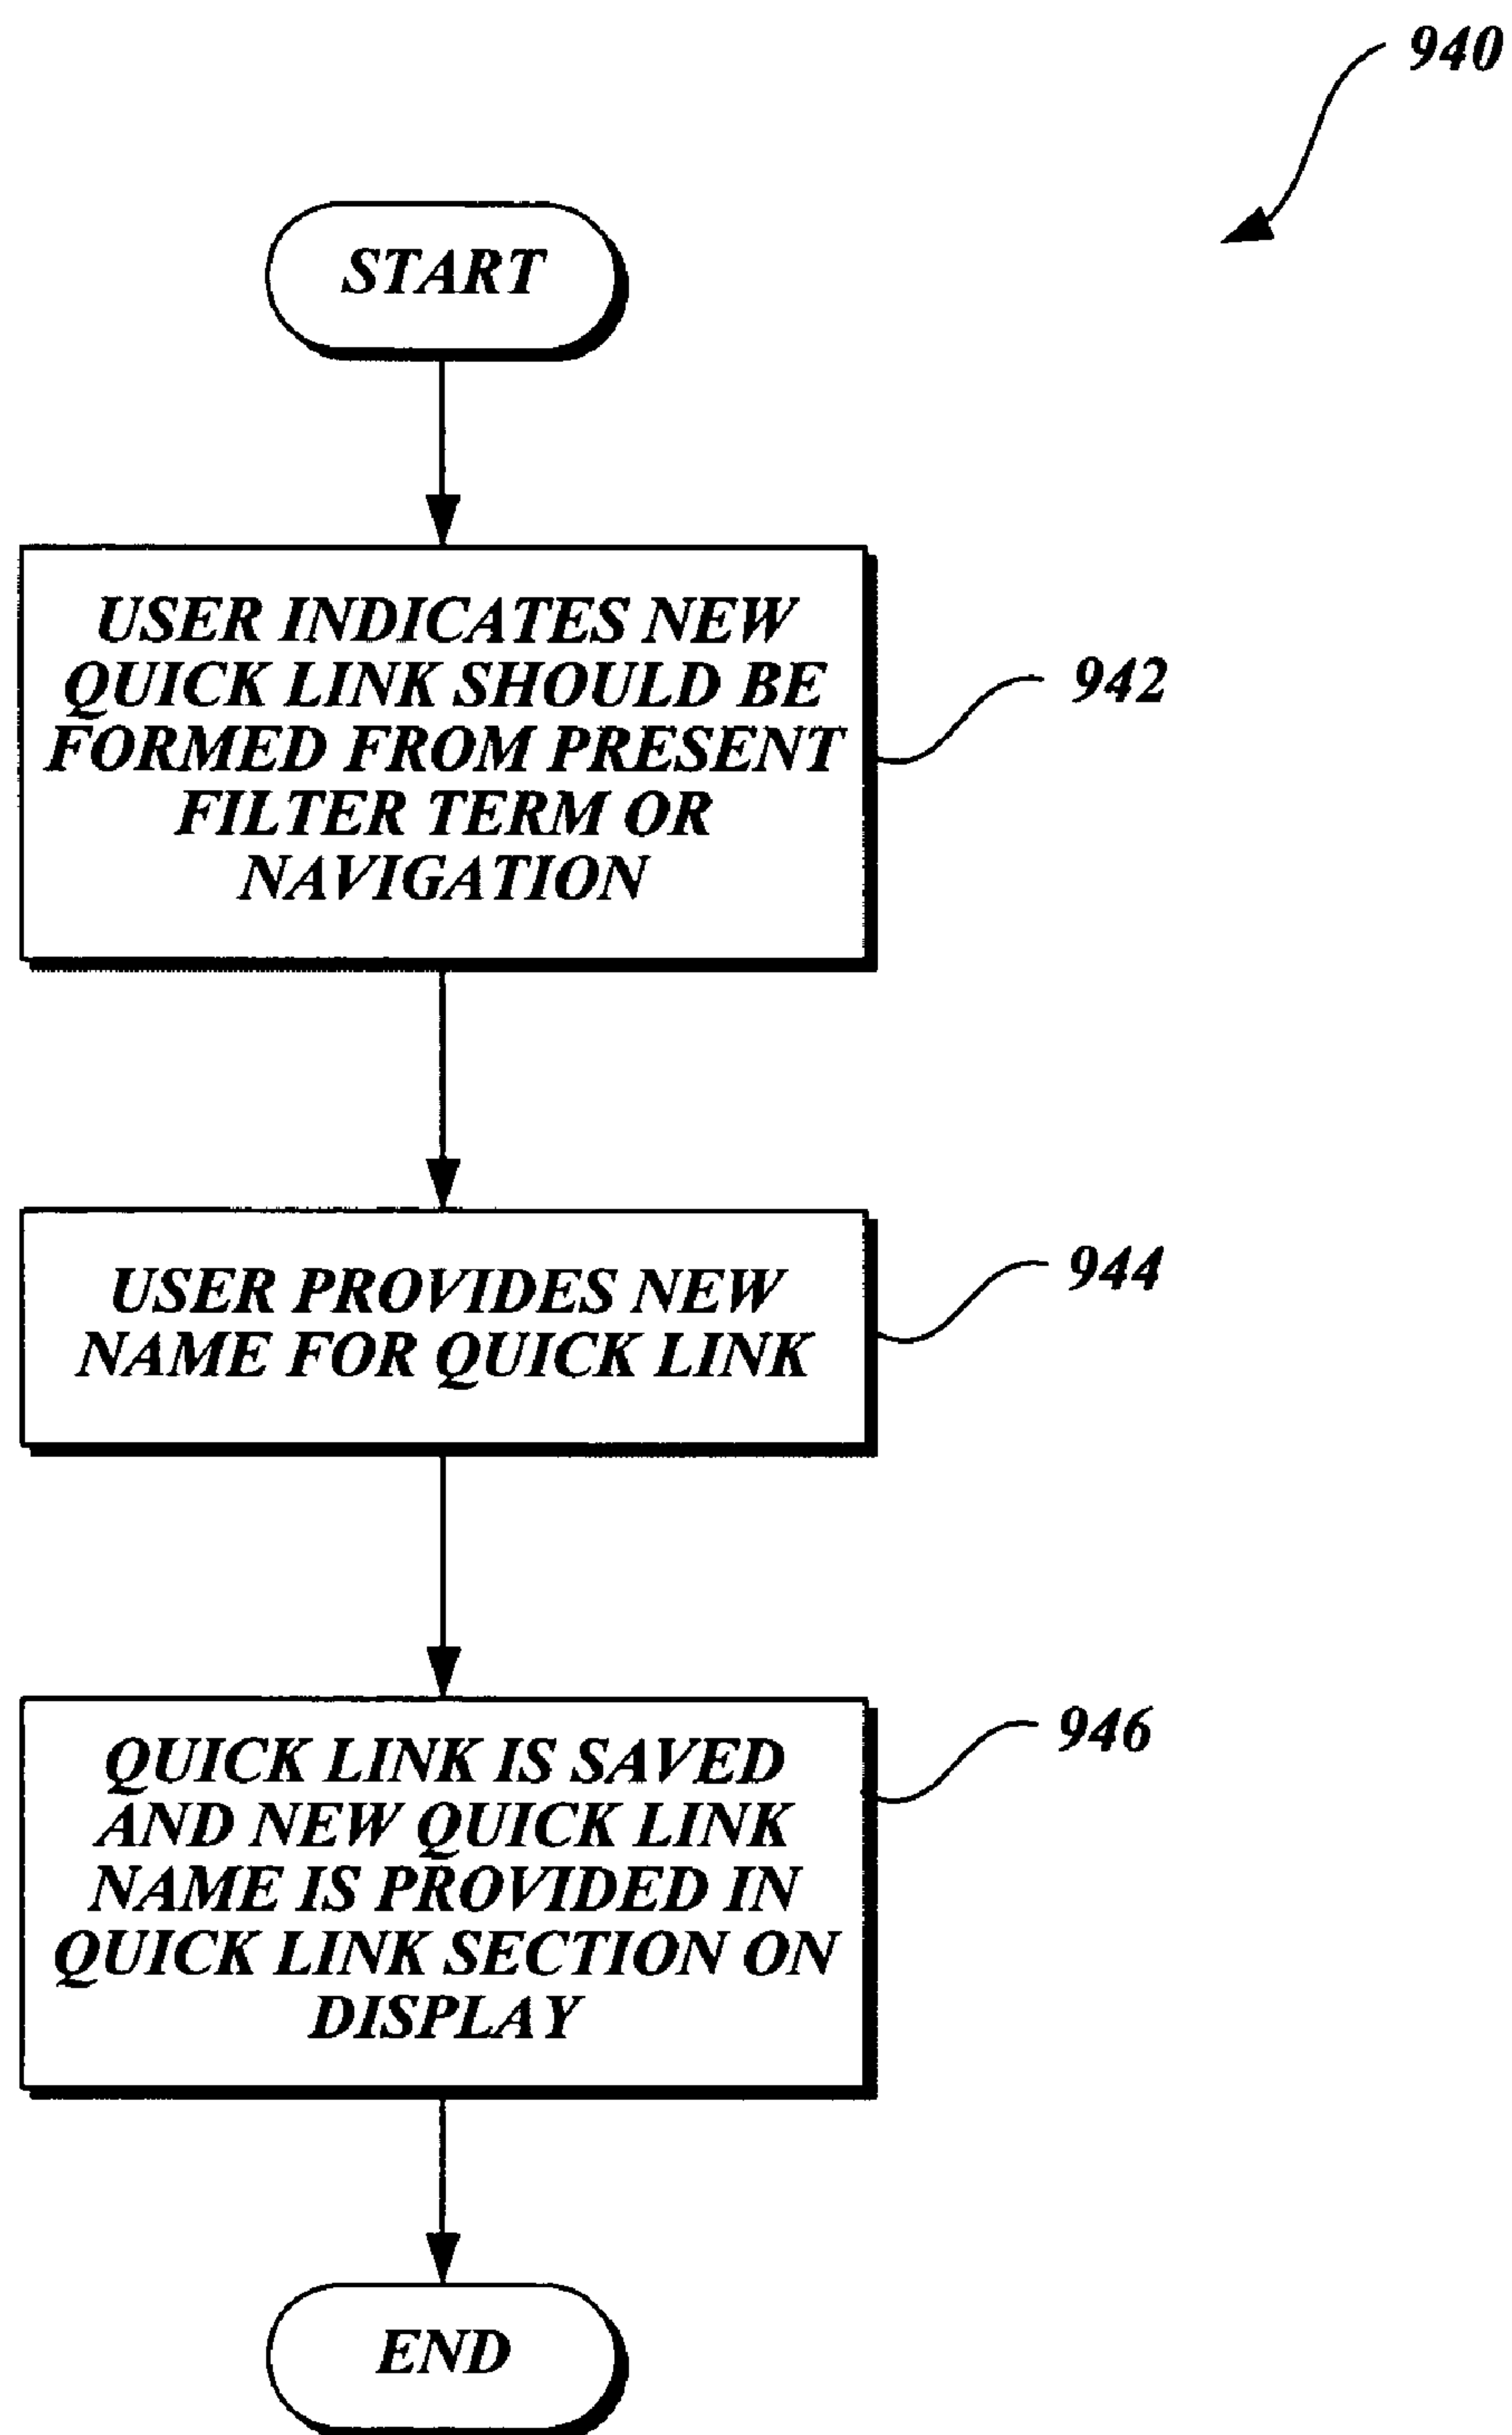 940
START
USER INDICATES NEW
QUICK LINK SHOULD BE
FORMED FROM PRESENT
FILTER TERM OR
NAVIGATION
942
USER PROVIDES NEW
NAME FOR QUICK LINK
944
QUICK LINK IS SAVED
AND NEW QUICK LINK
NAME IS PROVIDED IN
QUICK LINK SECTION ON
DISPLAY
946
END